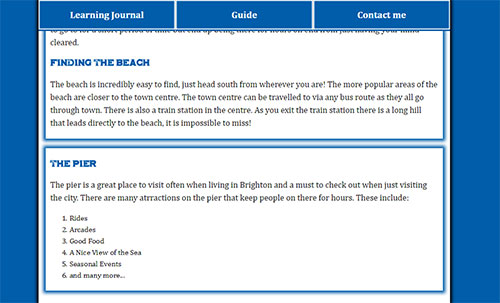 Learning Journal Guide Contact me
cleared.
FINDING THE BEACH
The beach is incredibly easy to find, just head south from wherever you are! The more popular areas of the
beach are closer to the town centre. The town centre can be travelled to via any bus route as they all go
through town. There is also a train station in the centre. As you exit the train station there is a long hill
that leads directly to the beach, it is impossible to miss!
THE PIER
The pier is a great place to visit often when living in Brighton and a must to check out when just visiting
the city. There are many atrractions on the pier that keep people on there for hours. These include:
1. Rides
2. Arcades
3. Good Food
4. A Nice View of the Sea
5. Seasonal Events
6. and many more...